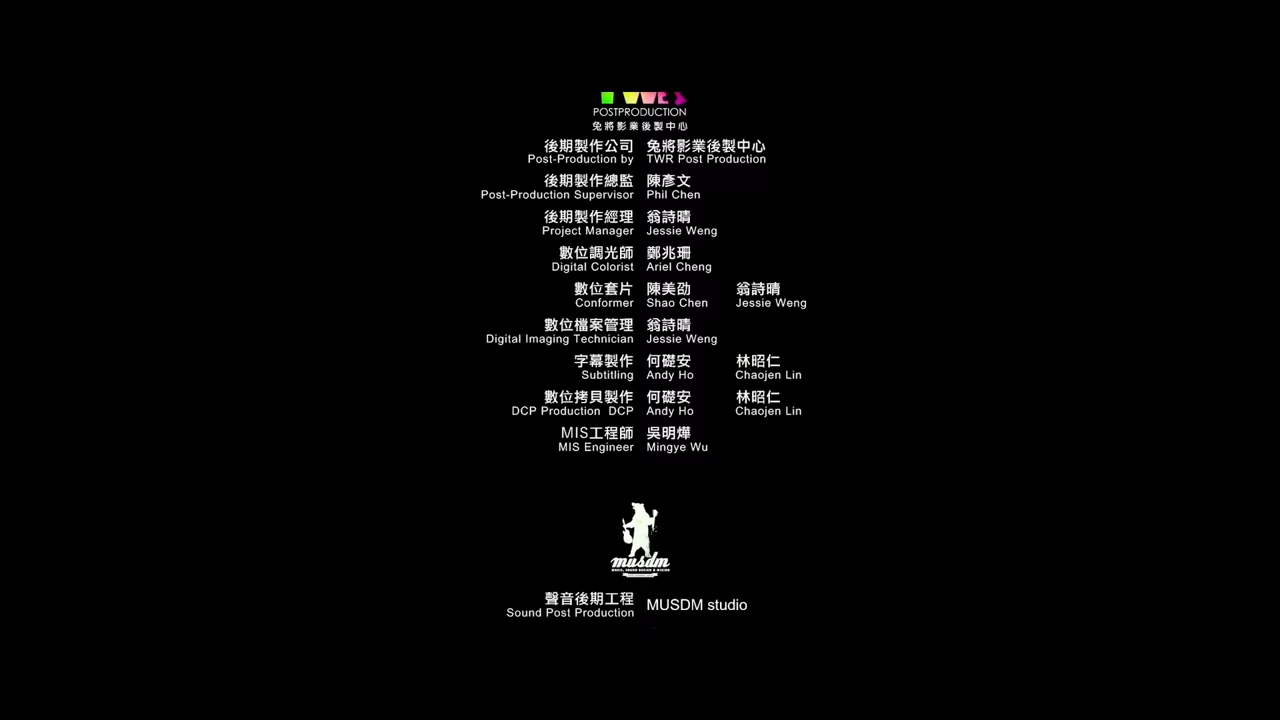 POSTPRODUCTION
兔將影業後製中心
後期製作公司 兔將影業後製中心
Post-Production by TWR Post Production
後期製作總監 陳彥文
Post-Production Supervisor Phil Chen
後期製作經理 翁詩晴
Project Manager Jessie Weng
數位調光師 鄭兆珊
Digital Colorist Ariel Cheng
數位套片 陳美劭 翁詩晴
Conformer Shao Chen Jessie Weng
數位檔案管理 翁詩晴
Digital Imaging Technician Jessie Weng
字幕製作 何礎安 林昭仁
Subtitling Andy Ho Chaojen Lin
數位拷貝製作 何礎安 林昭仁
DCP Production DCP Andy Ho Chaojen Lin
MIS工程師 吳明燁
MIS Engineer Mingye Wu
musdm
MUSIC, SOUND DESIGN & MIXING
聲音後期工程 MUSDM studio
Sound Post Production